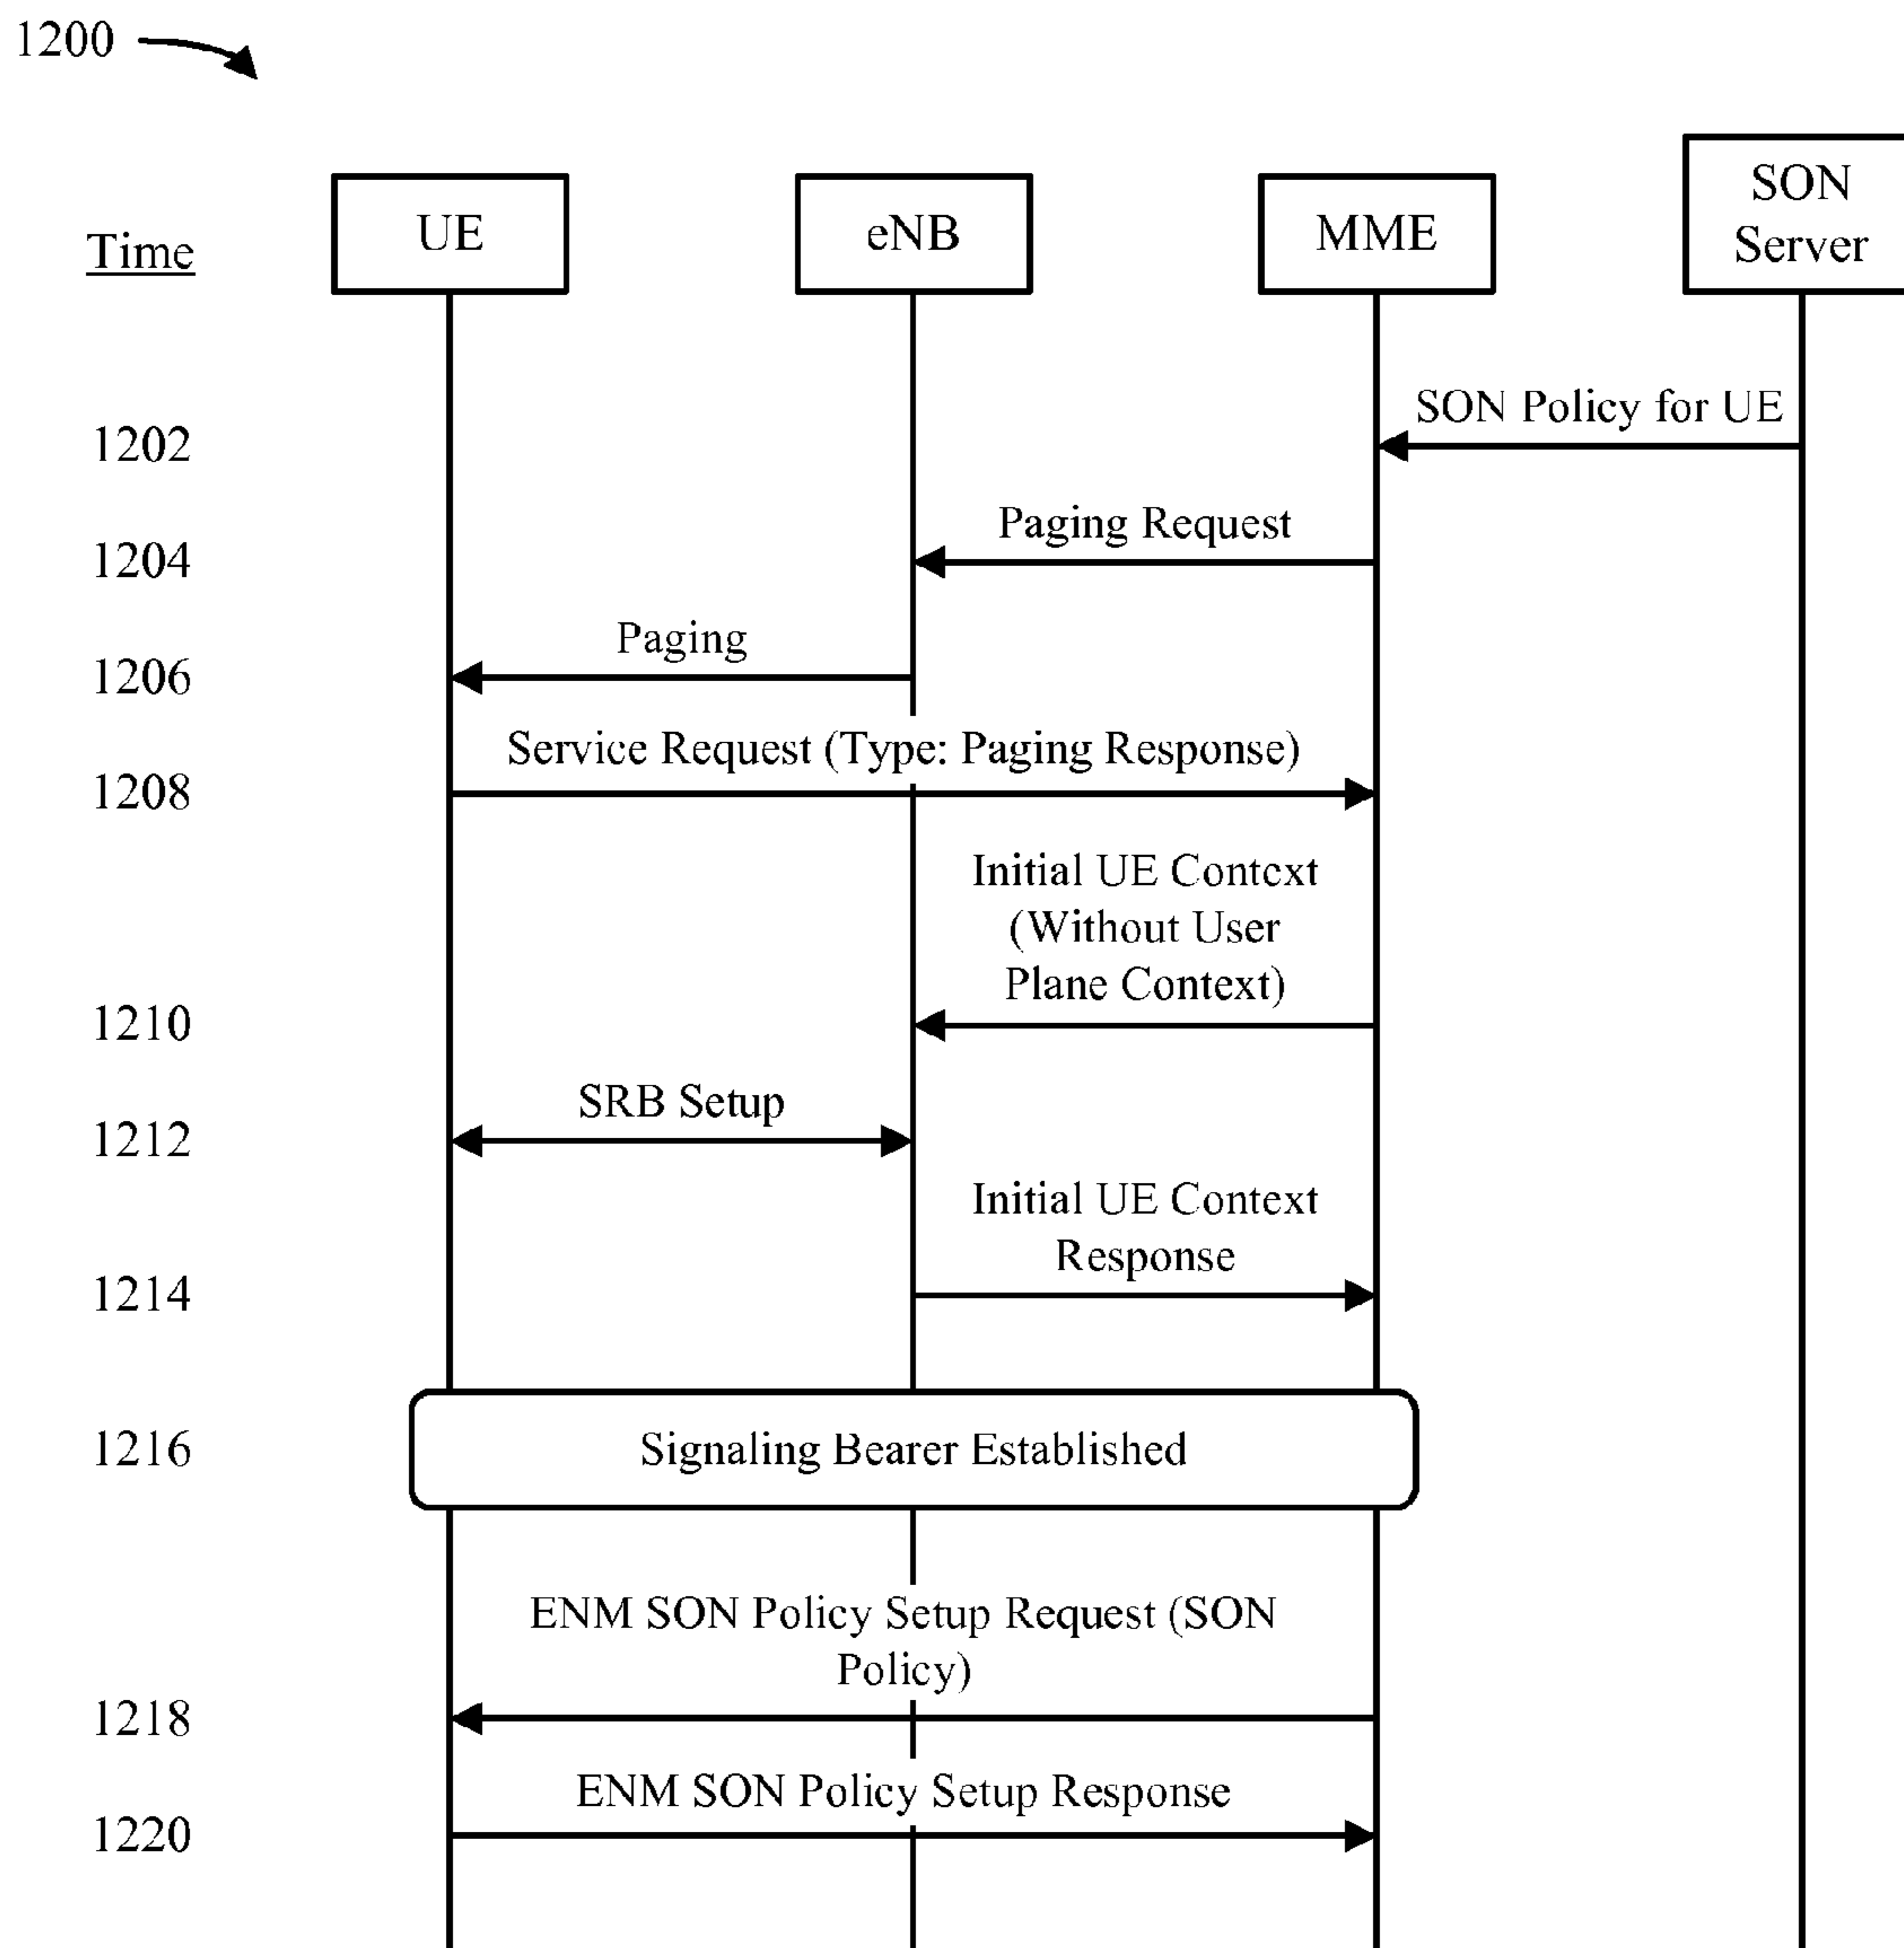 1200
Time
UE
eNB
MME
SON
Server
SON Policy for UE
1202
Paging Request
1204
Paging
1206
Service Request (Type: Paging Response)
1208
Initial UE Context
(Without User
Plane Context)
1210
SRB Setup
1212
Initial UE Context
Response
1214
Signaling Bearer Established
1216
ENM SON Policy Setup Request (SON
Policy)
1218
ENM SON Policy Setup Response
1220